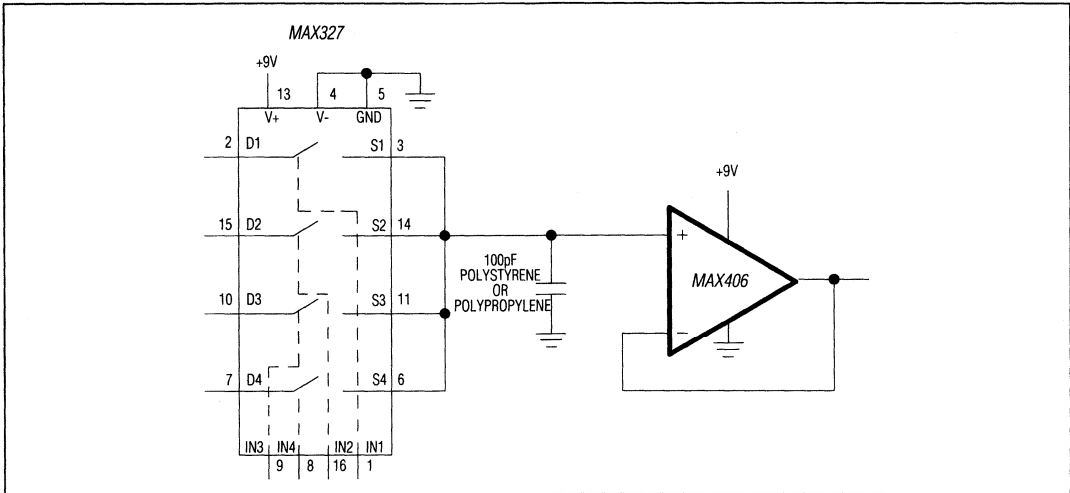 MAX327
+9V
13 4 5
V+ V- GND
2 D1 S1 3
+9V
15 D2 S2 14
+
100pF
POLYSTYRENE
OR
POLYPROPYLENE
MAX406
10 D3 S3 11
-
7 D4 S4 6
IN3 IN4 IN2 IN1
9 8 16 1